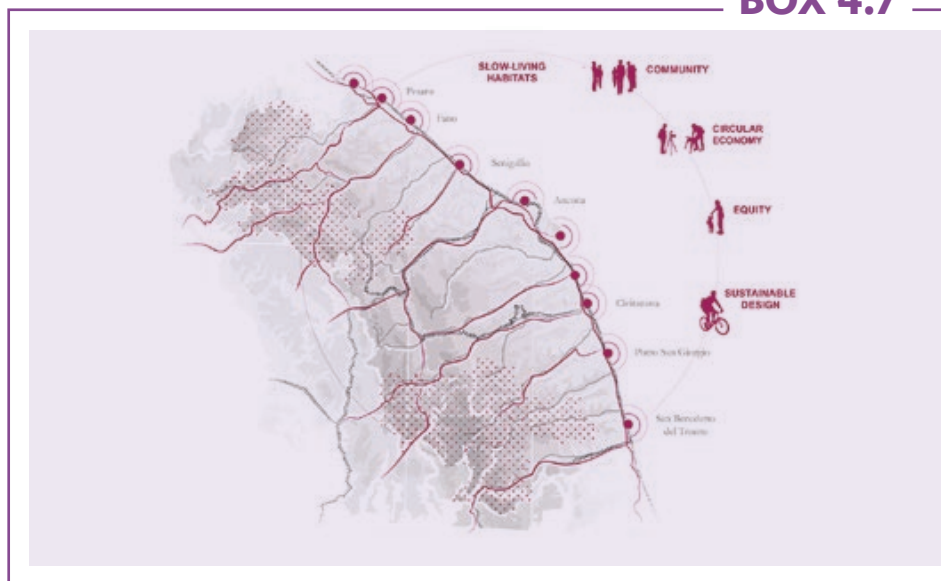 BOX 4.7
SLOW-LIVING
HABITATS
COMMUNITY
Pesaro
Fano
CIRCULAR
ECONOMY
Senigallia
Ancona
EQUITY
SUSTAINABLE
DESIGN
Civitanova
Porto San Giorgio
San Benedetto
del Tronto